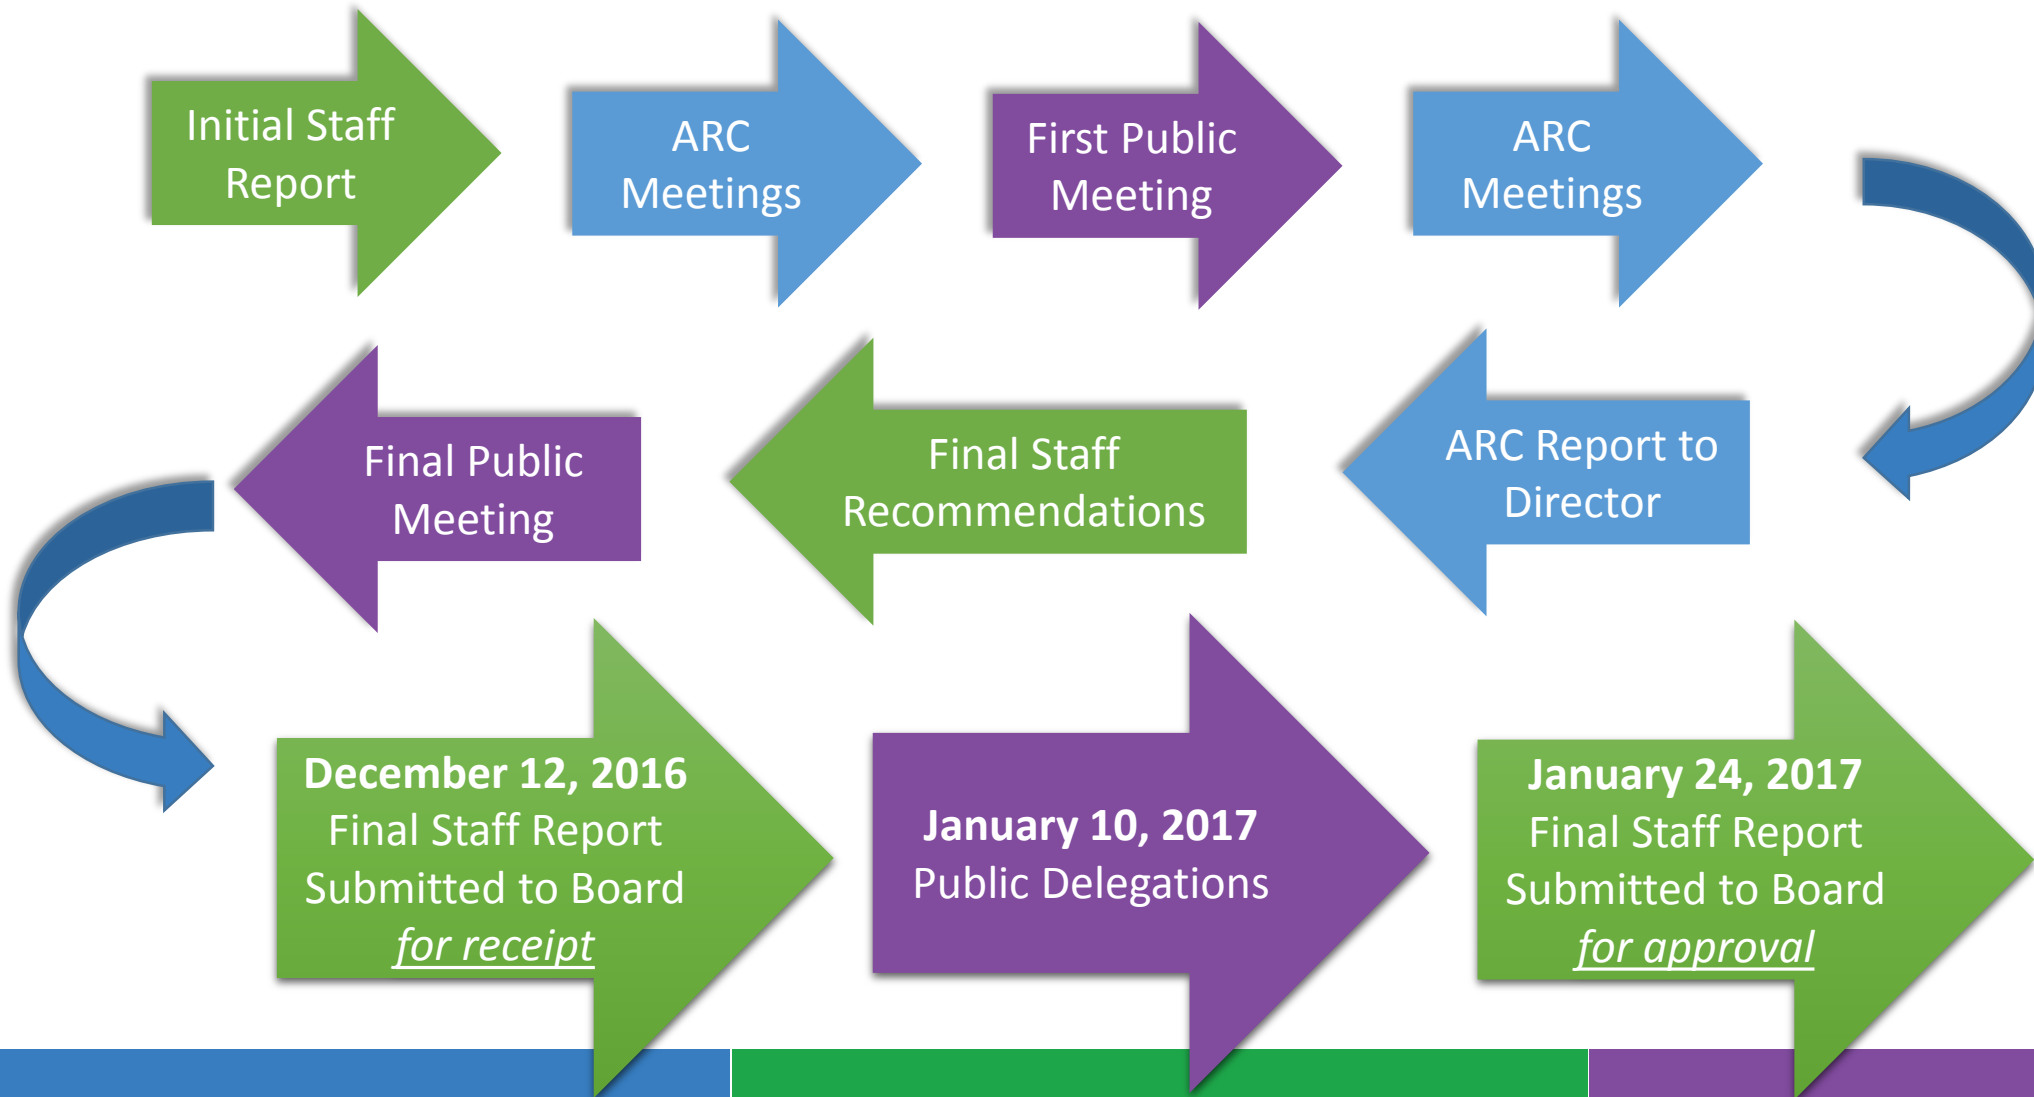 Initial Staff
Report
ARC
Meetings
First Public
Meeting
ARC
Meetings
ARC Report to
Director
Final Staff
Recommendations
Final Public
Meeting
December 12, 2016
Final Staff Report
Submitted to Board
for receipt
January 10, 2017
Public Delegations
January 24, 2017
Final Staff Report
Submitted to Board
for approval